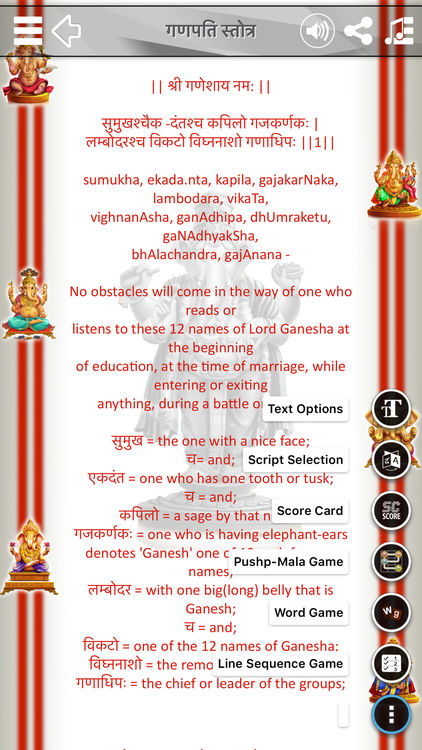 गणपति स्तोत्र
|| श्री गणेशाय नमः ||
सुमुखश्चैक -दंतश्च कपिलो गजकर्णकः |
लम्बोदरश्च विकटो विघ्ननाशो गणाधिपः ||1||
sumukha, ekada.nta, kapila, gajakarNaka,
lambodara, vikaTa,
vighnanAsha, ganAdhipa, dhUmraketu,
gaNAdhyakSha,
bhAlachandra, gajAnana -
No obstacles will come in the way of one who
reads or
listens to these 12 names of Lord Ganesha at
the beginning
of education, at the time of marriage, while
entering or exiting
anything, during a battle
Text Options
सुमुख = the one with a nice face;
च= and;
Script Selection
एकदंत = one who has one tooth or tusk;
च = and;
Score Card
SC
SCORE
कपिलो = a sage by that
गजकर्णकः = one who is having elephant-ears
denotes 'Ganesh' one
names,
Pushp-Mala Game
लम्बोदर = with one big(long) belly that is
Ganesh;
Word Game
W g
च = and;
विकटो = one of the 12 names of Ganesha:
विघ्ननाशो = the
Line Sequence Game
1
2
3
गणाधिपः = the chief or leader of the groups;